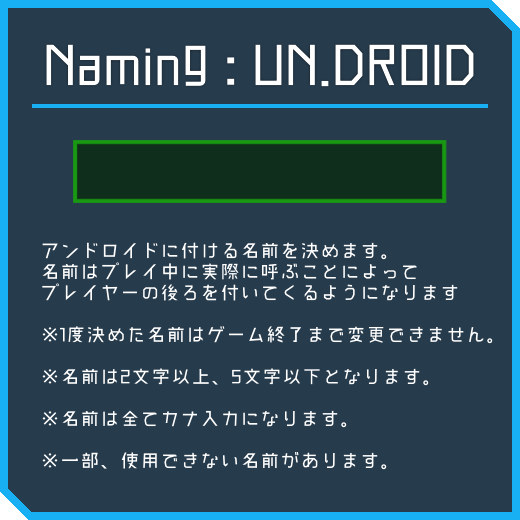 Naming : UN.DROID
アンドロイドに付ける名前を決めます。
名前はプレイ中に実際に呼ぶことによって
プレイヤーの後ろを付いてくるようになります
※1度決めた名前はゲーム終了まで変更できません。
※名前は2文字以上、5文字以下となります。
※名前は全てカナ入力になります。
※一部、使用できない名前があります。